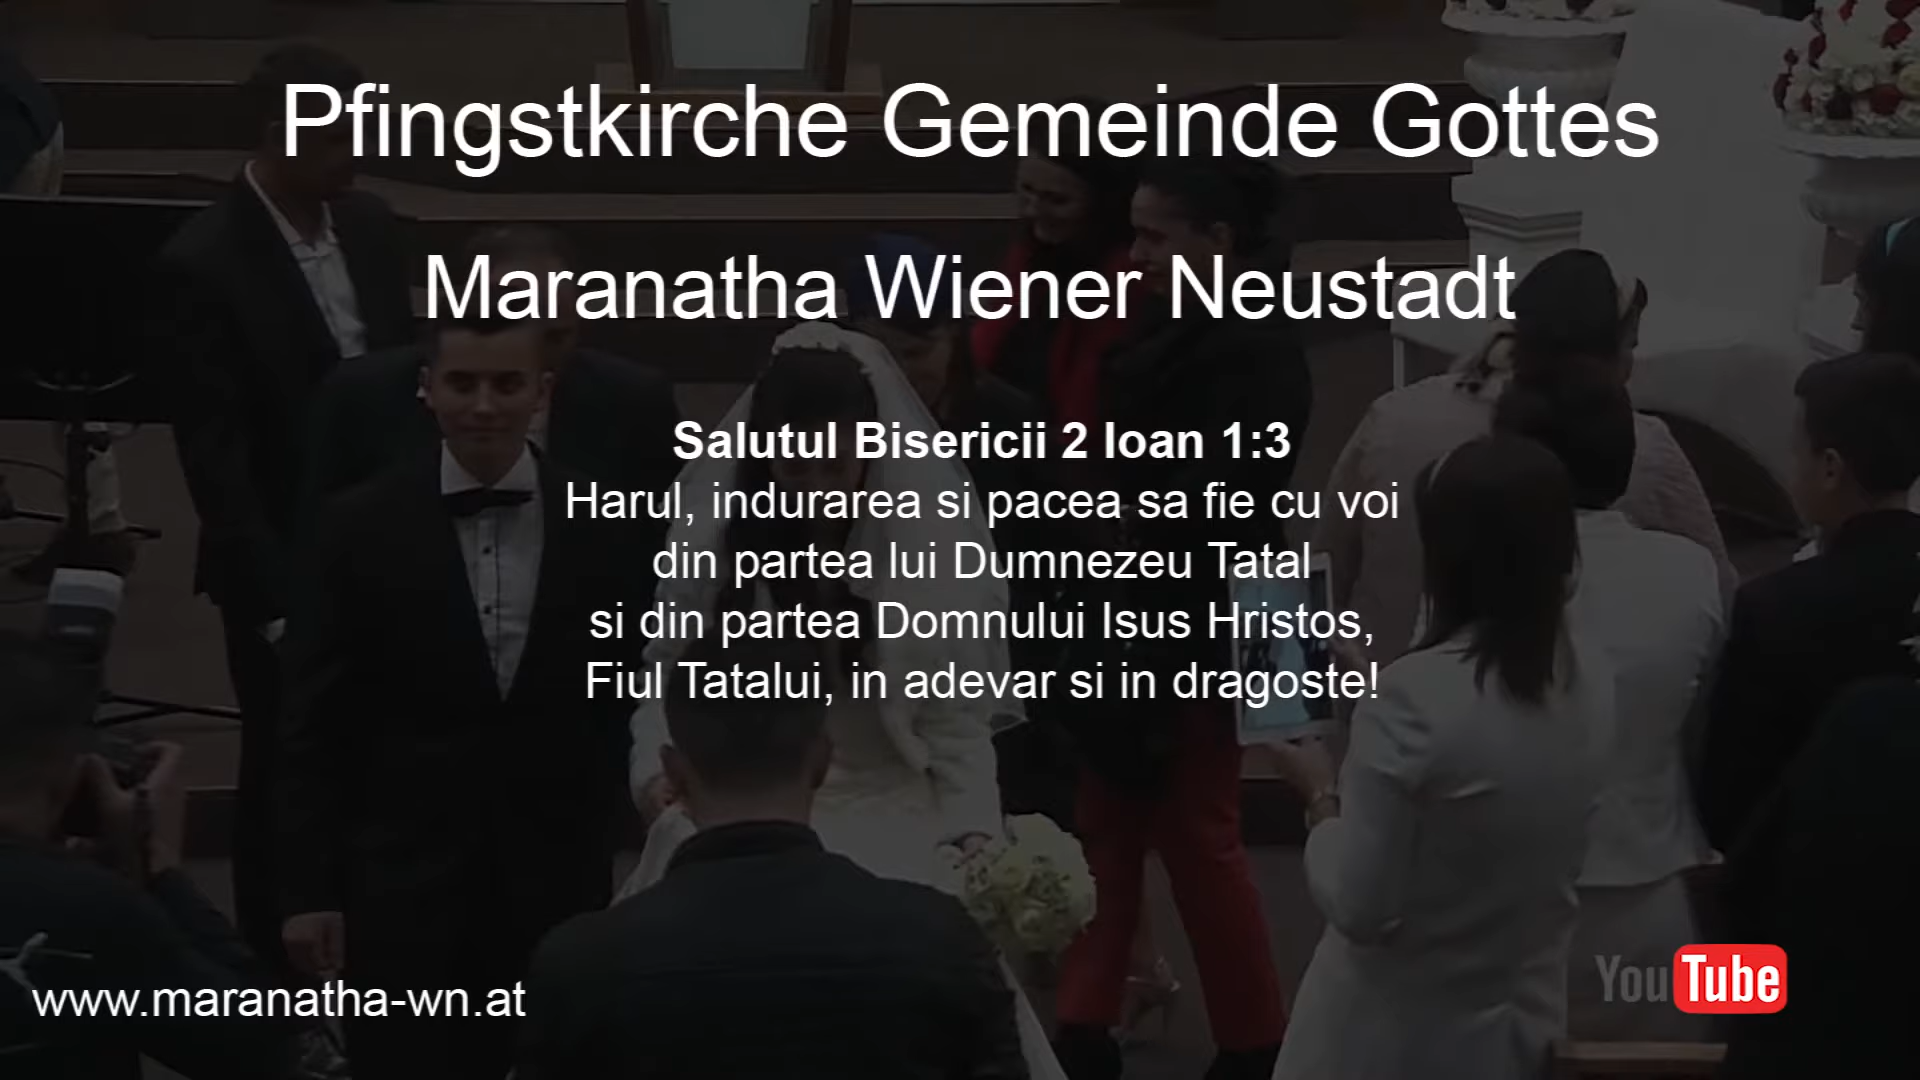 Pfingstkirche Gemeinde Gottes
Maranatha Wiener Neustadt
Salutul Bisericii 2 Ioan 1:3
Harul, indurarea si pacea sa fie cu voi
din partea lui Dumnezeu Tatal
si din partea Domnului Isus Hristos,
Fiul Tatalui, in adevar si in dragoste!
www.maranatha-wn.at
YouTube